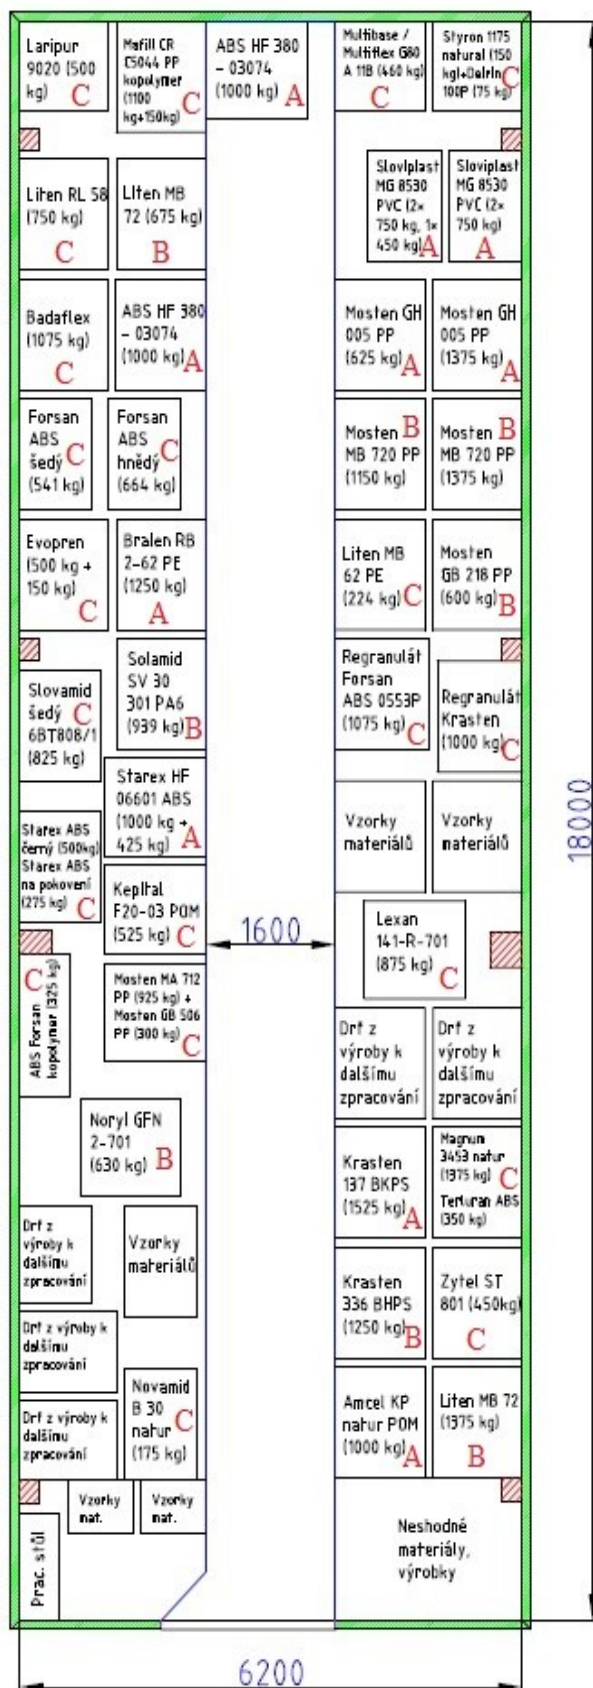 Laripur
9020 (500
kg)
C
Mafill CR
C5044 PP
kopolymer
(1100
kg+150kg)
C
ABS HF 380
- 03074
(1000 kg)
A
Multibase /
Multiflex G80
A 11B (460 kg)
C
Styron 1175
natural (150
kg)+Delrin
100P (75 kg)
C
Liten RL 58
(750 kg)
C
Liten MB
72 (675 kg)
B
Sloviplast
MG 8530
PVC (2×
750 kg, 1×
450 kg)
A
Sloviplast
MG 8530
PVC (2×
750 kg)
A
Badaflex
(1075 kg)
C
ABS HF 380
- 03074
(1000 kg)
A
Mosten GH
005 PP
(625 kg)
A
Mosten GH
005 PP
(1375 kg)
A
Forsan
ABS
šedý
(541 kg)
C
Forsan
ABS
hnědý
(664 kg)
C
Mosten
MB 720 PP
(1150 kg)
B
Mosten
MB 720 PP
(1375 kg)
B
Evopren
(500 kg +
150 kg)
C
Bralen RB
2-62 PE
(1250 kg)
A
Liten MB
62 PE
(224 kg)
C
Mosten
GB 218 PP
(600 kg)
B
Slovamid
šedý
6BT808/1
(825 kg)
C
Solamid
SV 30
301 PA6
(939 kg)
B
Regranulát
Forsan
ABS 0553P
(1075 kg)
C
Regranulát
Krasten
(1000 kg)
C
Starex HF
06601 ABS
(1000 kg +
425 kg)
A
Vzorky
materiálů
Vzorky
materiálů
18000
Starex ABS
černý (500kg)
Starex ABS
na pokovení
(275 kg)
C
Kepital
F20-03 POM
(525 kg)
C
1600
Lexan
141-R-701
(875 kg)
C
ABS Forsan
kopolymer (325 kg)
C
Mosten MA 712
PP (925 kg) +
Mosten GB 506
PP (300 kg)
C
Drť z
výroby k
dalšímu
zpracování
Drť z
výroby k
dalšímu
zpracování
Noryl GFN
2-701
(630 kg)
B
Krasten
137 BKPS
(1525 kg)
A
Magnum
3453 natur
(1375 kg)
C
Terluran ABS
(350 kg)
Drť z
výroby k
dalšímu
zpracování
Vzorky
materiálů
Krasten
336 BHPS
(1250 kg)
B
Zytel ST
801 (450kg)
C
Drť z výroby k
dalšímu
zpracování
Drť z výroby k
dalšímu
zpracování
Novamid
B 30
natur
(175 kg)
C
Amcel KP
natur POM
(1000 kg)
A
Liten MB 72
(1375 kg)
B
Vzorky
mat.
Vzorky
mat.
Prac. stůl
Neshodné
materiály,
výrobky
6200